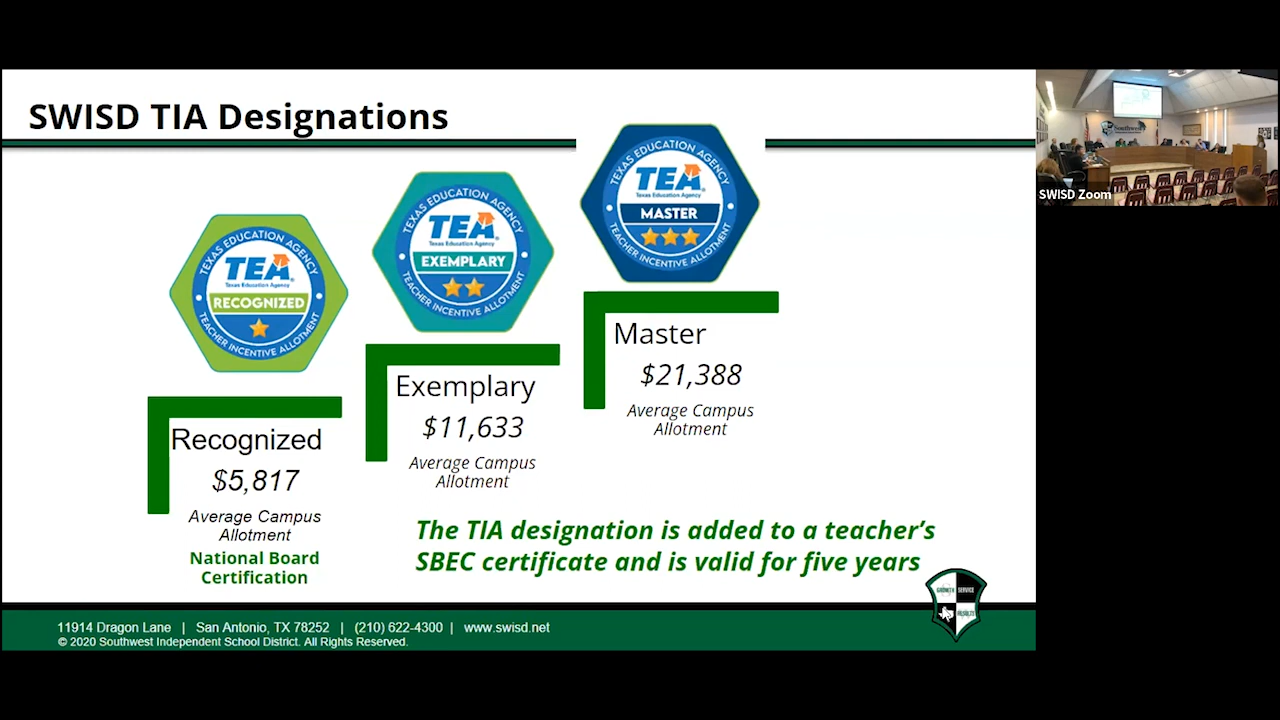 SWISD TIA Designations
TEXAS EDUCATION AGENCY
TEA
Texas Education Agency
RECOGNIZED
TEACHER INCENTIVE ALLOTMENT
TEXAS EDUCATION AGENCY
TEA
Texas Education Agency
EXEMPLARY
TEACHER INCENTIVE ALLOTMENT
TEXAS EDUCATION AGENCY
TEA
Texas Education Agency
MASTER
TEACHER INCENTIVE ALLOTMENT
Recognized
$5,817
Average Campus
Allotment
National Board
Certification
Exemplary
$11,633
Average Campus
Allotment
Master
$21,388
Average Campus
Allotment
The TIA designation is added to a teacher's
SBEC certificate and is valid for five years
GROWTH SERVICE
11914 Dragon Lane | San Antonio, TX 78252 | (210) 622-4300 | www.swisd.net
© 2020 Southwest Independent School District. All Rights Reserved.
Southwest
SWISD Zoom